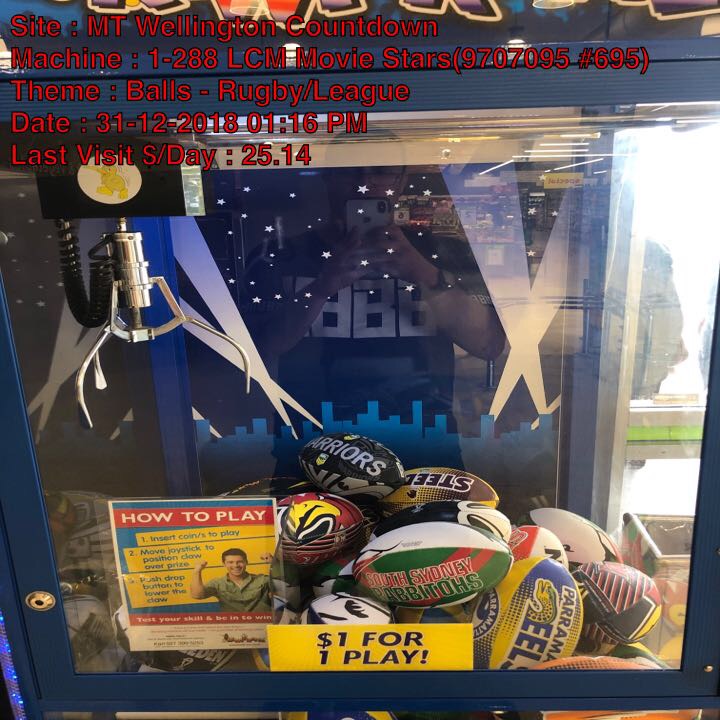 Site : MT Wellington Countdown
Machine : 1-288 LCM Movie Stars(9707095 #695)
Theme : Balls - Rugby/League
Date : 31-12-2018 01:16 PM
Last Visit $/Day : 25.14
WARRIORS
STEEL
HOW TO PLAY
1. Insert coin/s to play
2. Move joystick to
position claw
over prize
3. Push drop
button to
lower the
claw
Test your skill & be in to win
SOUTH SYDNEY
RABBITOHS
PARRAMATTA
EELS
$1 FOR
1 PLAY!